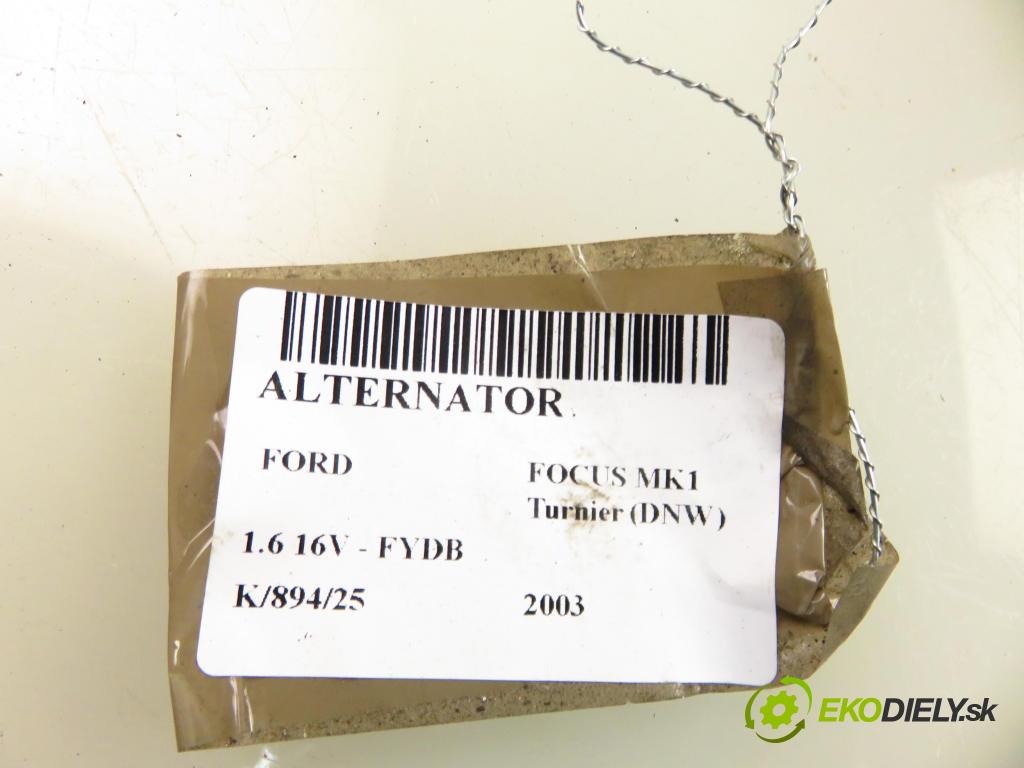 ALTERNATOR
FORD
FOCUS MK1
Turnier (DNW)
1.6 16V - FYDB
K/894/25
2003
EKODIELY.sk